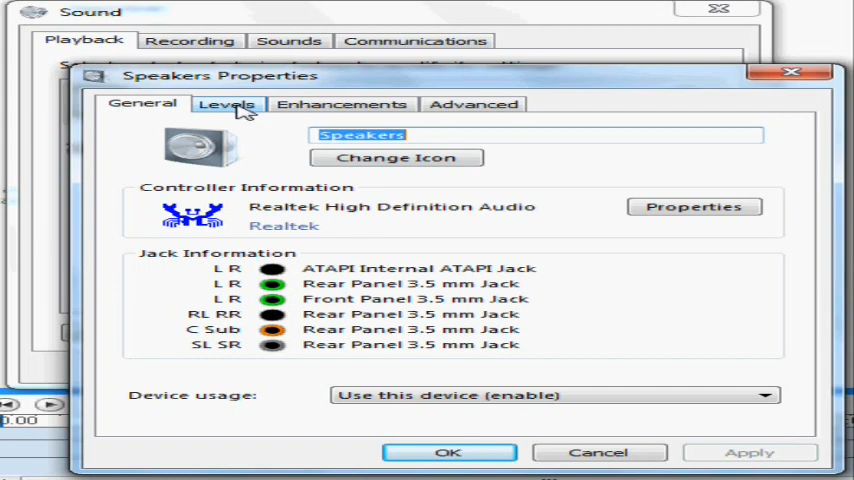 Sound
Playback Recording Sounds Communications
Speakers Properties
General Levels Enhancements Advanced
Speakers
Change Icon
Controller Information
Realtek High Definition Audio Properties
Realtek
Jack Information
L R ATAPI Internal ATAPI Jack
L R Rear Panel 3.5 mm Jack
L R Front Panel 3.5 mm Jack
RL RR Rear Panel 3.5 mm Jack
C Sub Rear Panel 3.5 mm Jack
SL SR Rear Panel 3.5 mm Jack
Device usage: Use this device (enable)
OK Cancel Apply